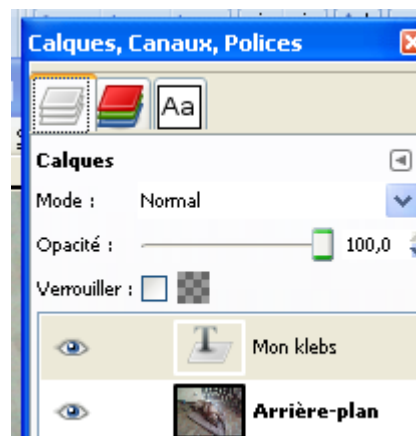 Calques, Canaux, Polices
Aa
Calques
Mode : Normal
Opacité : 100,0
Verrouiller :
T Mon klebs
Arrière-plan